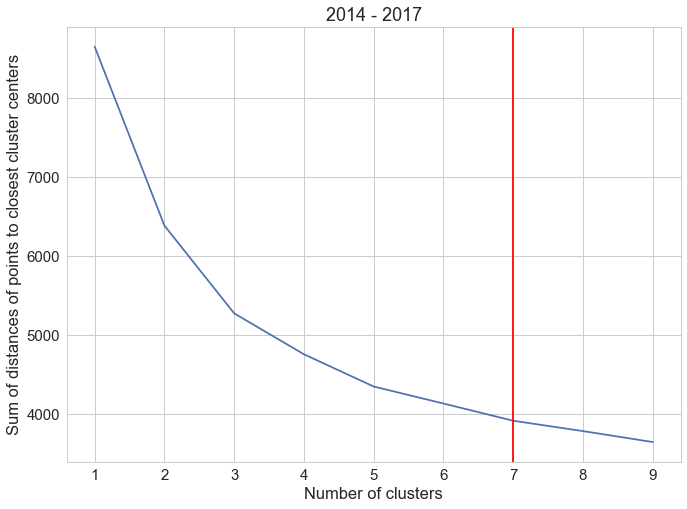 2014 - 2017
Sum of distances of points to closest cluster centers
8000
7000
6000
5000
4000
1 2 3 4 5 6 7 8 9
Number of clusters